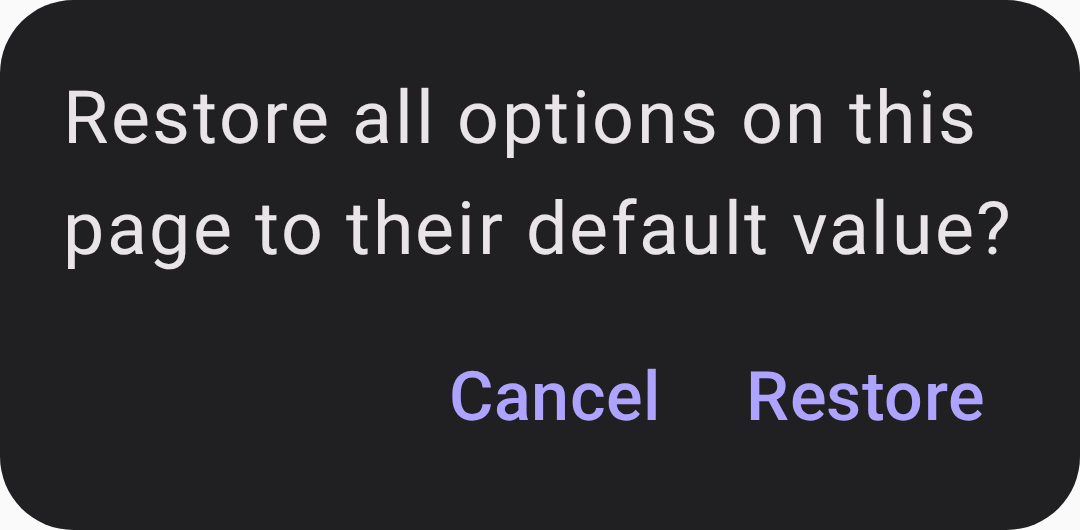 Restore all options on this
page to their default value?
Cancel Restore